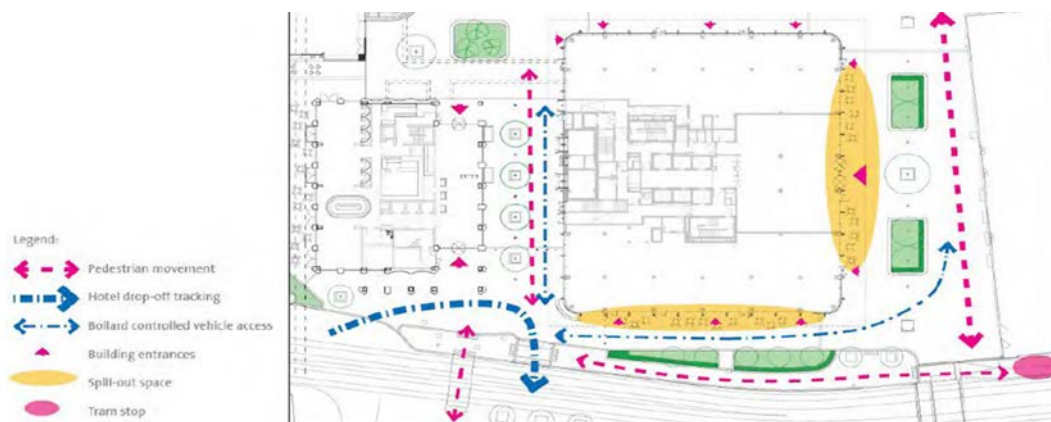 Legend:
Pedestrian movement
Hotel drop-off tracking
Bollard controlled vehicle access
Building entrances
Spill-out space
Tram stop